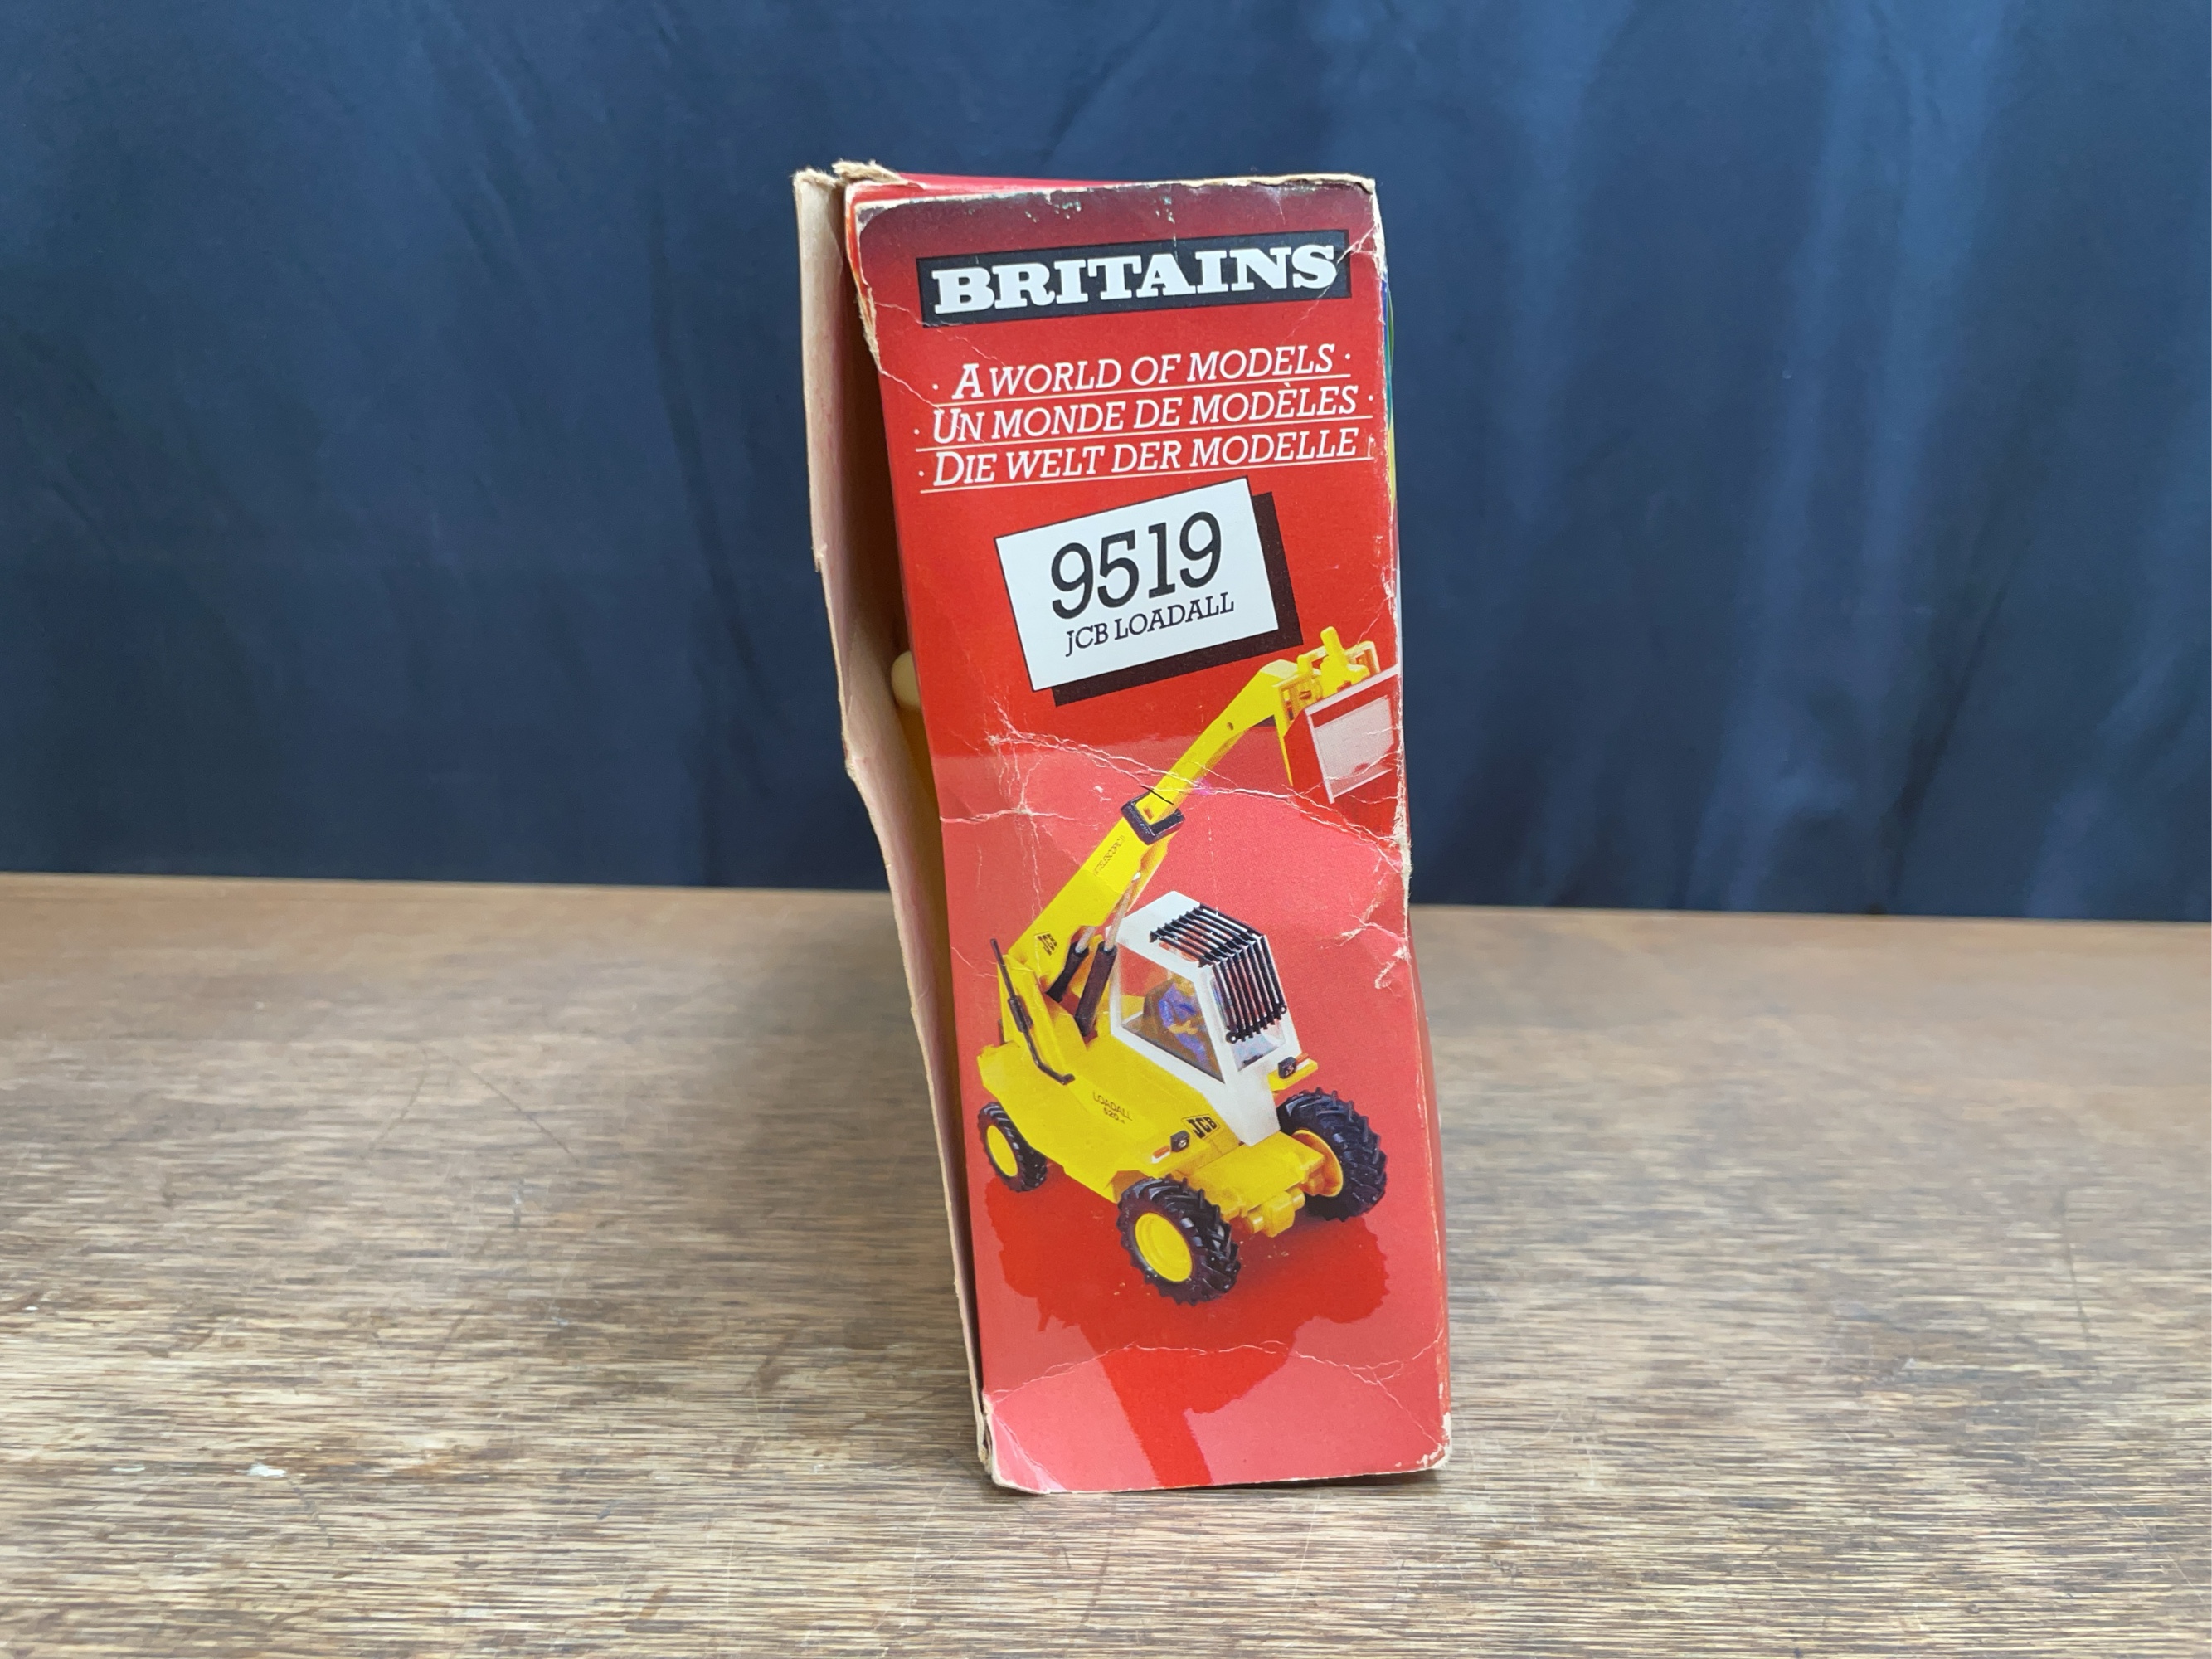 BRITAINS
· A WORLD OF MODELS ·
· UN MONDE DE MODÈLES ·
· DIE WELT DER MODELLE ·
9519
JCB LOADALL
JCB
LOADALL
JCB